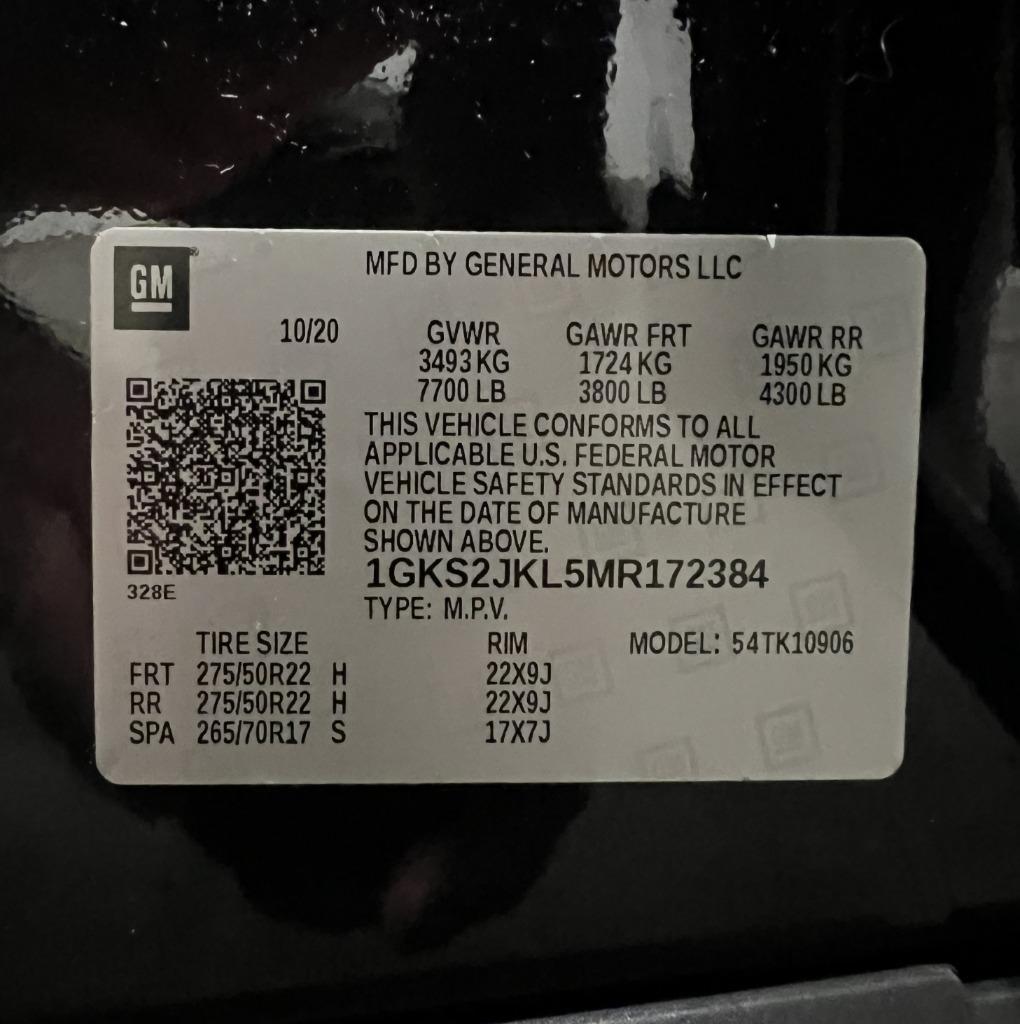 GM
MFD BY GENERAL MOTORS LLC
10/20 GVWR GAWR FRT GAWR RR
3493 KG 1724 KG 1950 KG
7700 LB 3800 LB 4300 LB
THIS VEHICLE CONFORMS TO ALL
APPLICABLE U.S. FEDERAL MOTOR
VEHICLE SAFETY STANDARDS IN EFFECT
ON THE DATE OF MANUFACTURE
SHOWN ABOVE.
328E
1GKS2JKL5MR172384
TYPE: M.P.V.
TIRE SIZE RIM MODEL: 54TK10906
FRT 275/50R22 H 22X9J
RR 275/50R22 H 22X9J
SPA 265/70R17 S 17X7J